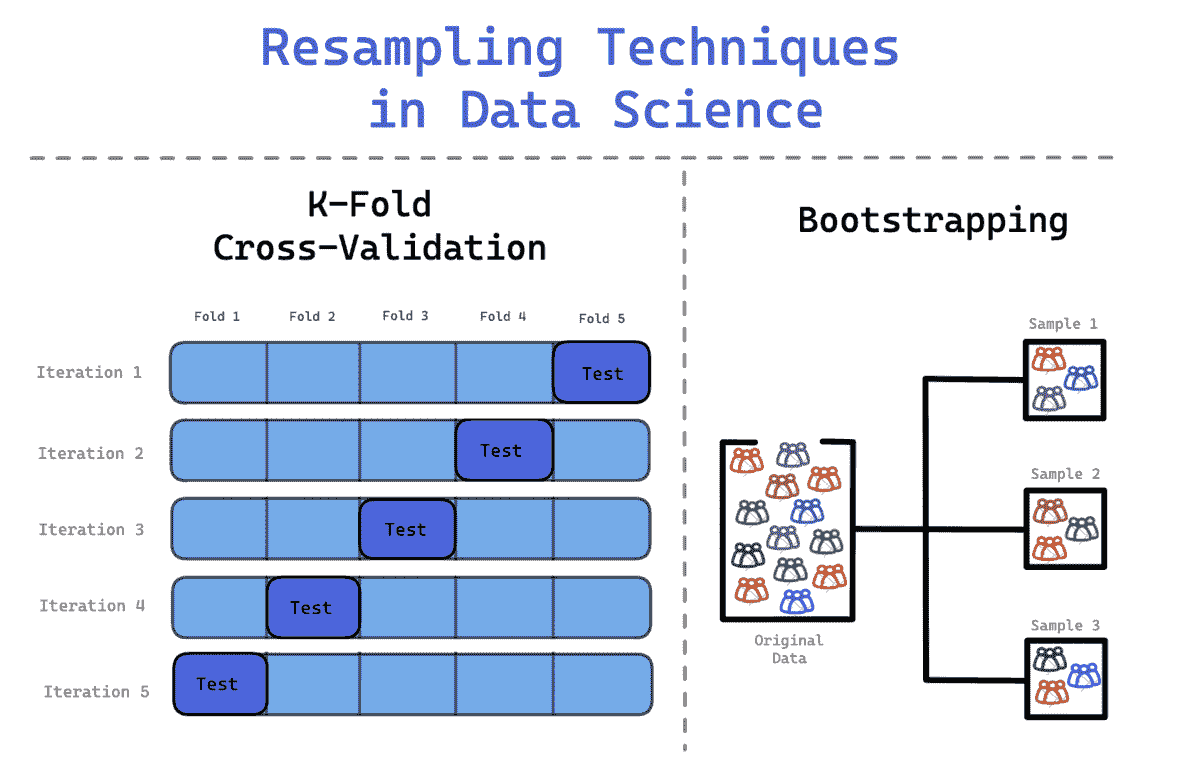 Resampling Techniques
in Data Science
K-Fold
Cross-Validation
Fold 1 Fold 2 Fold 3 Fold 4 Fold 5
Iteration 1 Test
Iteration 2 Test
Iteration 3 Test
Iteration 4 Test
Iteration 5 Test
Bootstrapping
Original
Data
Sample 1
Sample 2
Sample 3